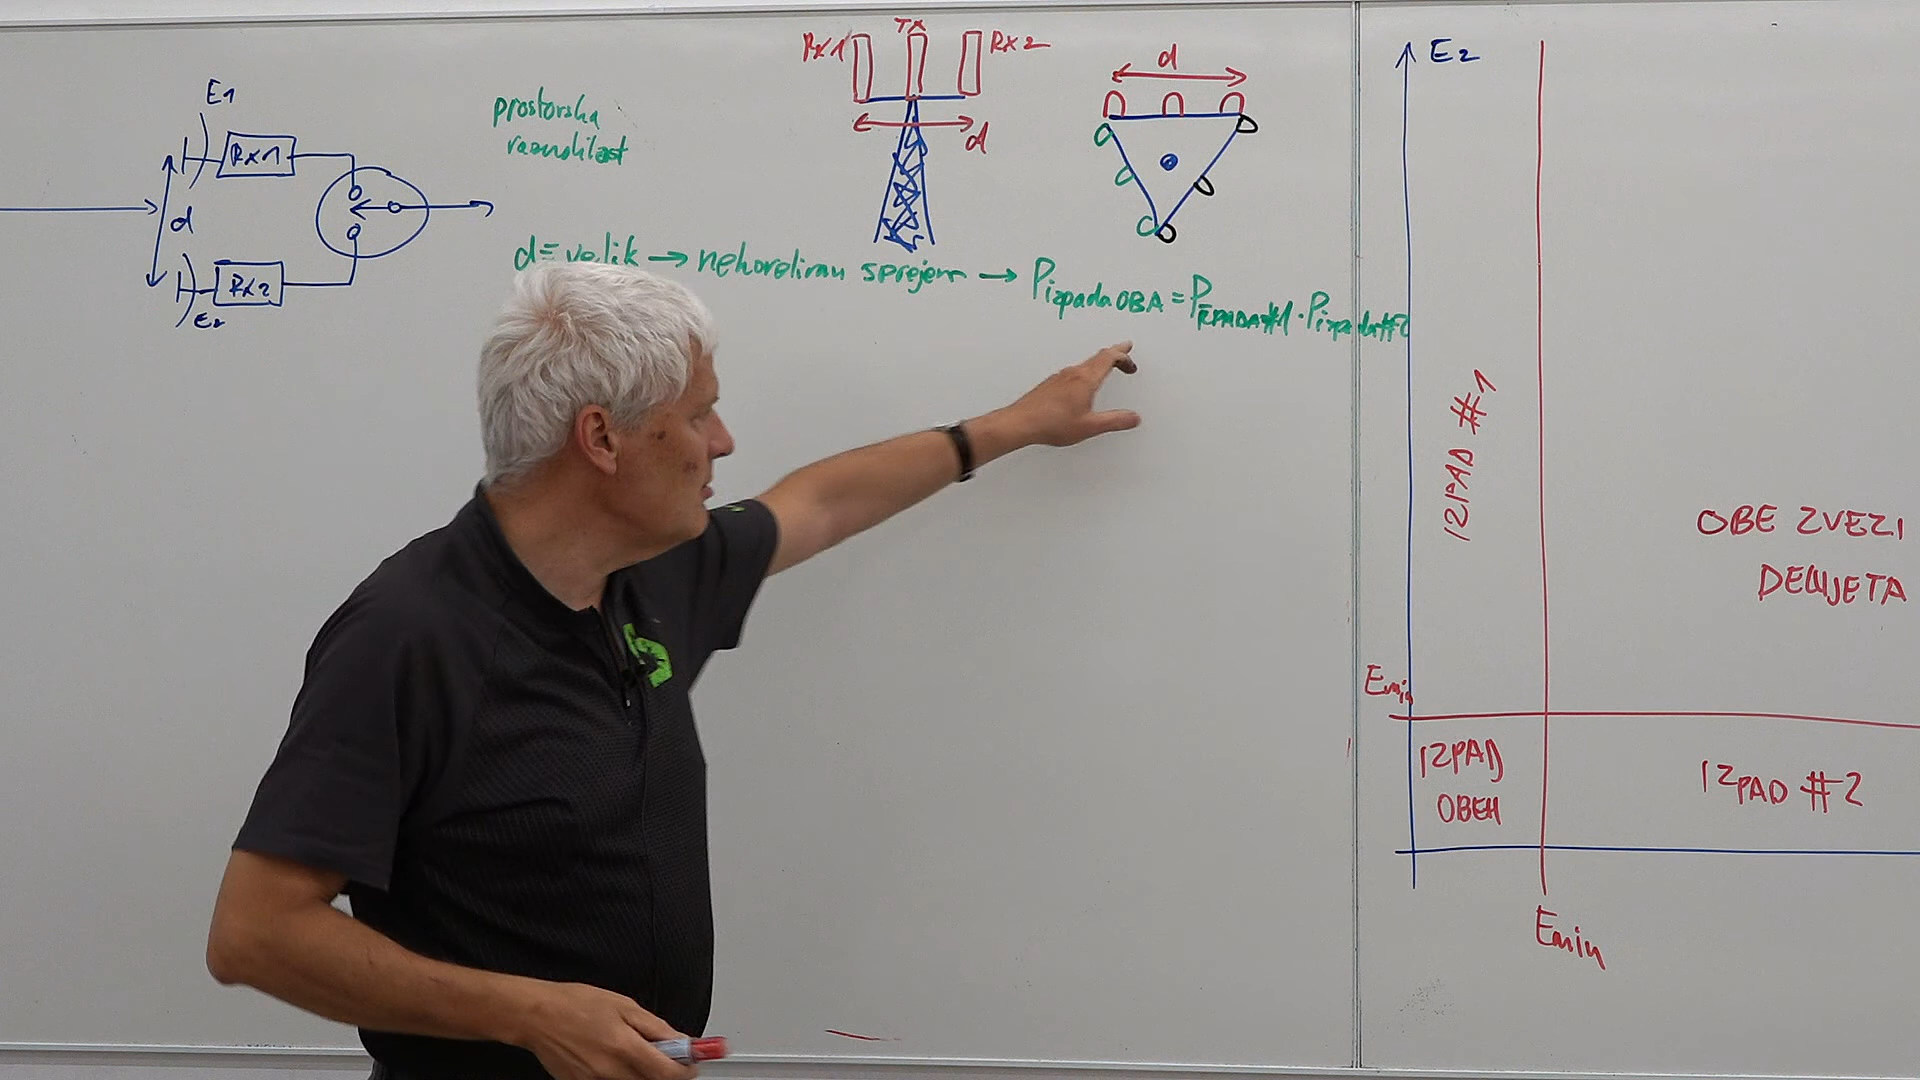 E1
Rx1
d
Rx2
E2
prostorska
raznolikost
Rx1
TX
Rx2
d
d
d = velik → nekoreliran sprejem → Pizpada OBA = PIZPADA#1 · Pizpada#2
E2
IZPAD #1
OBE ZVEZI
DELUJETA
Emin
IZPAD
OBEH
IZPAD #2
Emin